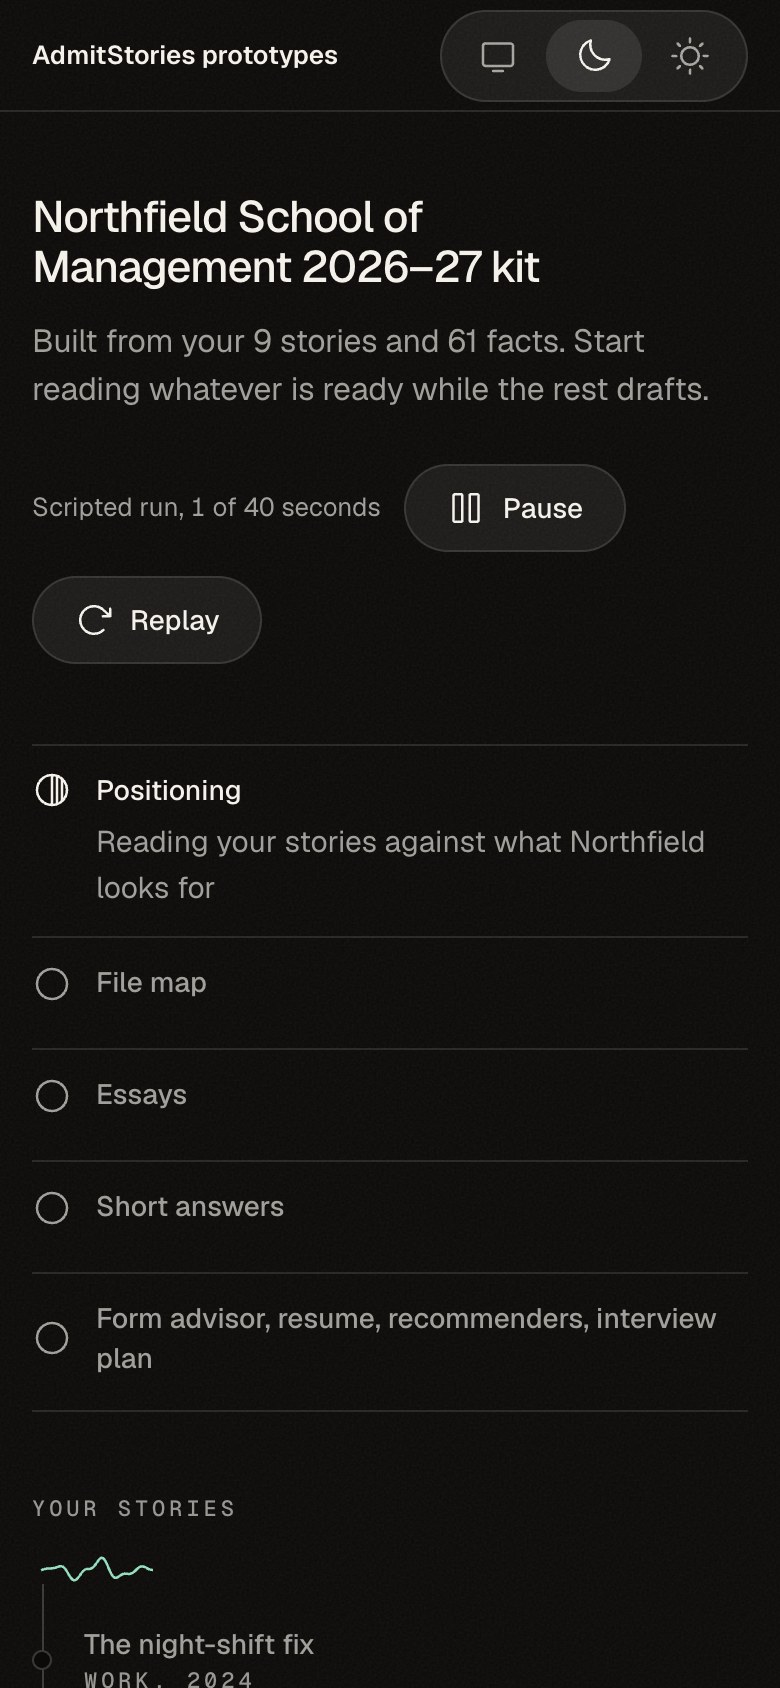 AdmitStories prototypes
Northfield School of
Management 2026–27 kit
Built from your 9 stories and 61 facts. Start
reading whatever is ready while the rest drafts.
Scripted run, 1 of 40 seconds
Pause
Replay
Positioning
Reading your stories against what Northfield
looks for
File map
Essays
Short answers
Form advisor, resume, recommenders, interview
plan
YOUR STORIES
The night-shift fix
WORK, 2024